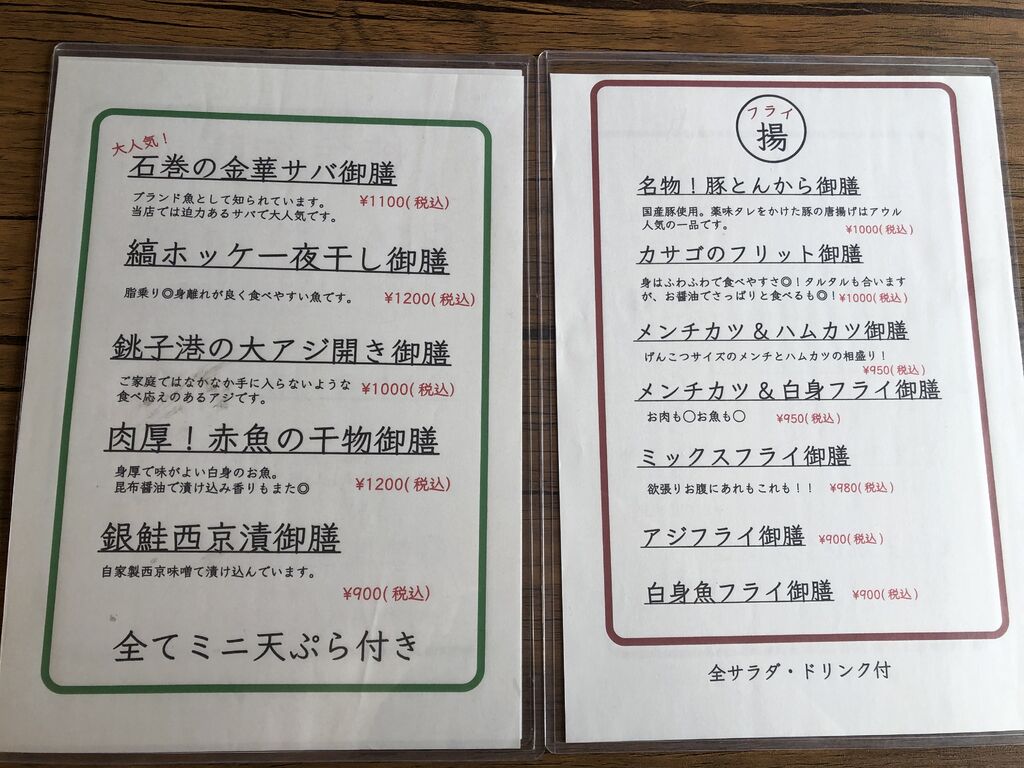 大人気！
石巻の金華サバ御膳
ブランド魚として知られています。
当店では迫力あるサバで大人気です。
¥1100(税込)
縞ホッケ一夜干し御膳
脂乗り◎身離れが良く食べやすい魚です。
¥1200(税込)
銚子港の大アジ開き御膳
ご家庭ではなかなか手に入らないような
食べ応えのあるアジです。
¥1000(税込)
肉厚！赤魚の干物御膳
身厚で味がよい白身のお魚。
昆布醤油で漬け込み香りもまた◎
¥1200(税込)
銀鮭西京漬御膳
自家製西京味噌て漬け込んでいます。
¥900(税込)
全てミニ天ぷら付き
フライ
揚
名物！豚とんから御膳
国産豚使用。薬味タレをかけた豚の唐揚げはアウル
人気の一品です。
¥1000(税込)
カサゴのフリット御膳
身はふわふわで食べやすさ◎！タルタルも合います
が、お醤油でさっぱりと食べるも◎！¥1000(税込)
メンチカツ＆ハムカツ御膳
げんこつサイズのメンチとハムカツの相盛り！
¥950(税込)
メンチカツ＆白身フライ御膳
お肉も〇お魚も〇 ¥950(税込)
ミックスフライ御膳
欲張りお腹にあれもこれも！！ ¥980(税込)
アジフライ御膳 ¥900(税込)
白身魚フライ御膳 ¥900(税込)
全サラダ・ドリンク付